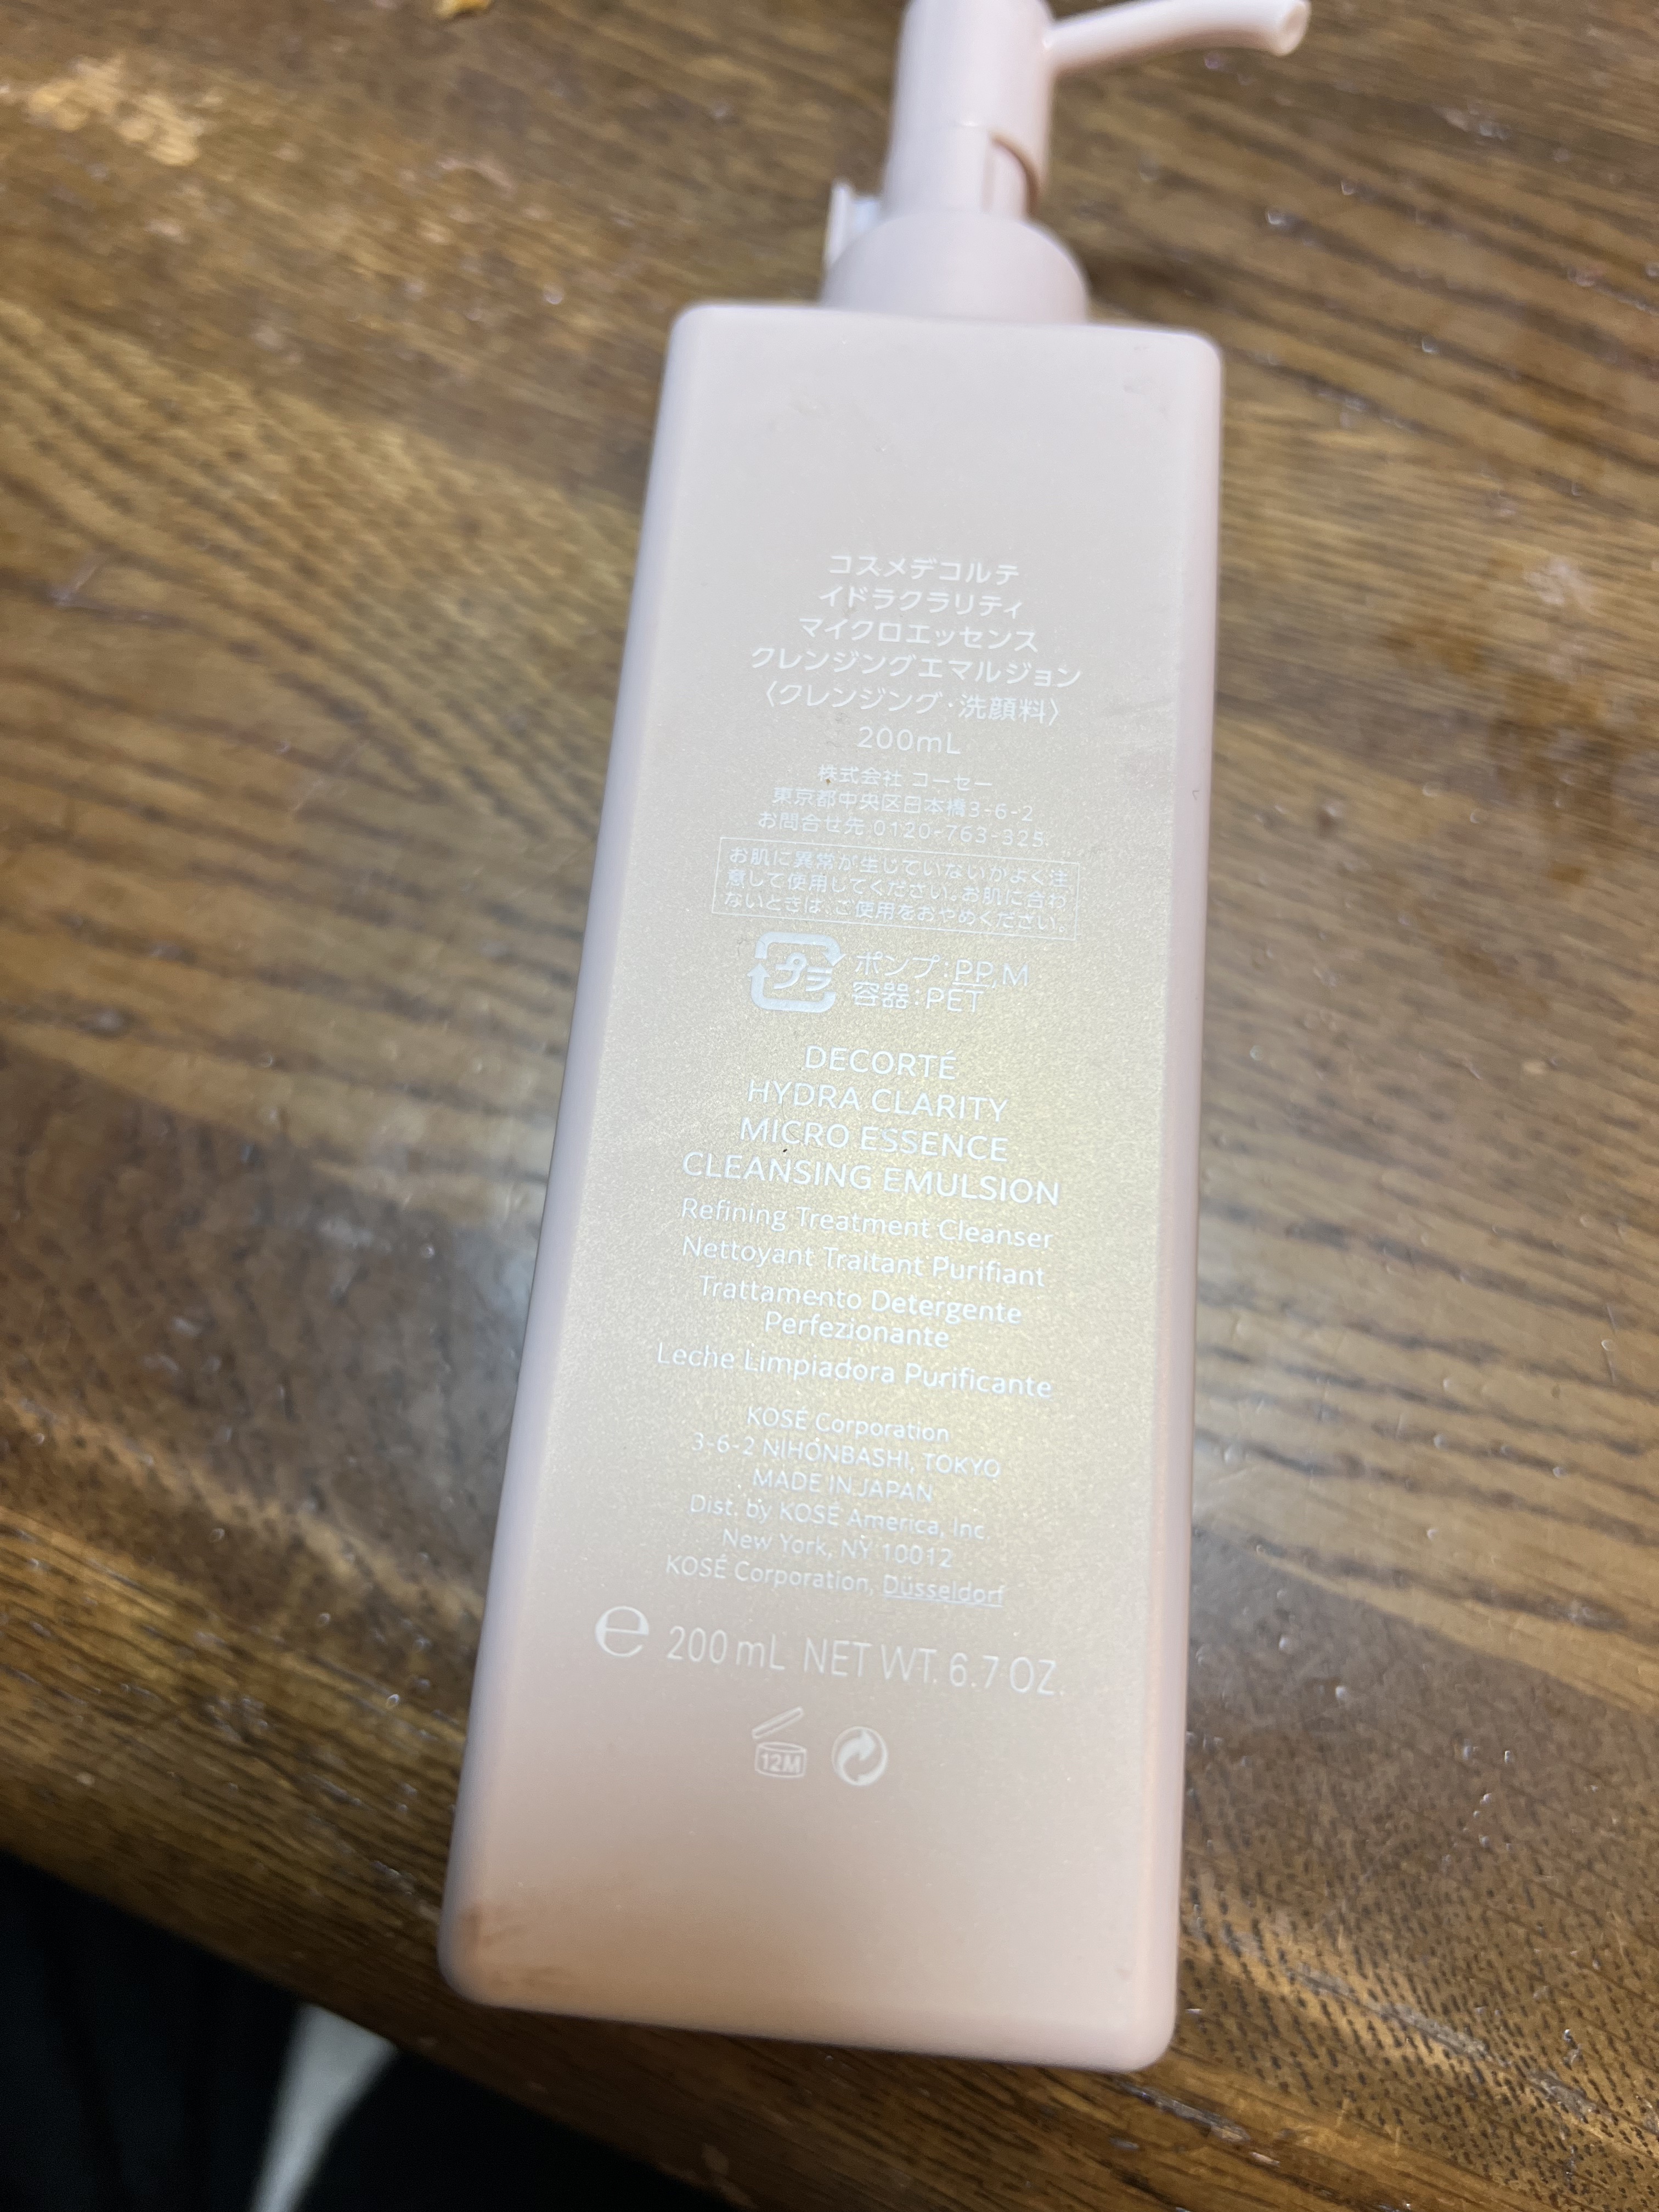 コスメデコルテ
イドラクラリティ
マイクロエッセンス
クレンジングエマルジョン
〈クレンジング・洗顔料〉
200mL
株式会社 コーセー
東京都中央区日本橋3-6-2
お問合せ先 0120-763-325.
お肌に異常が生じていないかよく注
意して使用してください。お肌に合わ
ないときは、ご使用をおやめください。
プラ ポンプ:PP,M
容器:PET
DECORTÉ
HYDRA CLARITY
MICRO ESSENCE
CLEANSING EMULSION
Refining Treatment Cleanser
Nettoyant Traitant Purifiant
Trattamento Detergente
Perfezionante
Leche Limpiadora Purificante
KOSÉ Corporation
3-6-2 NIHONBASHI, TOKYO
MADE IN JAPAN
Dist. by KOSÉ America, Inc.
New York, NY 10012
KOSÉ Corporation, Düsseldorf
e 200 mL NET WT. 6.7 OZ.
12M